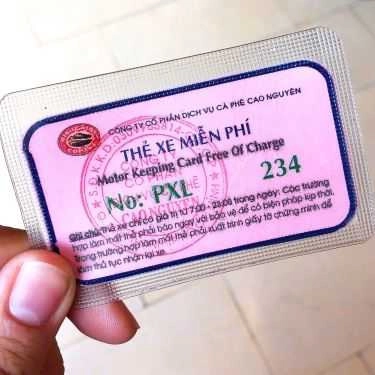 CÔNG TY CỔ PHẦN DỊCH VỤ CÀ PHÊ CAO NGUYÊN
THẺ XE MIỄN PHÍ
Motor Keeping Card Free Of Charge
No: PXL 234
Ghi chú: Thẻ xe chỉ có giá trị từ 7:00 - 23:00 trong ngày; Các trường
hợp làm mất thẻ phải báo ngay với bảo vệ để có biện pháp kịp thời,
Trong trường hợp làm mất thẻ phải xuất trình giấy tờ chứng minh để
làm thủ tục nhận lại xe.